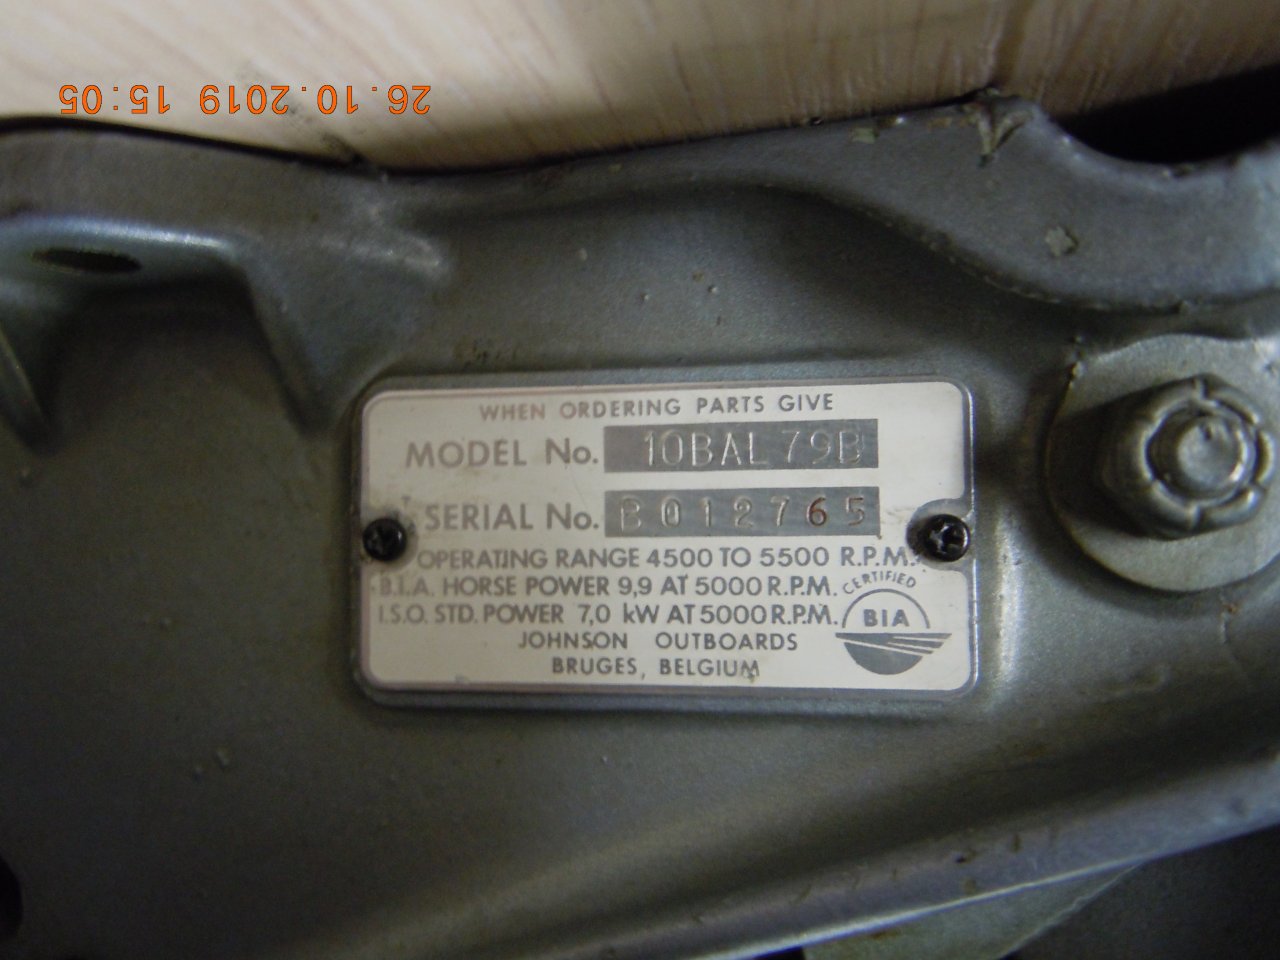 26.10.2019 15:05
WHEN ORDERING PARTS GIVE
MODEL No. 10BAL79B
SERIAL No. B012765
OPERATING RANGE 4500 TO 5500 R.P.M.
B.I.A. HORSE POWER 9,9 AT 5000 R.P.M.
I.S.O. STD. POWER 7,0 kW AT 5000 R.P.M.
CERTIFIED
BIA
JOHNSON OUTBOARDS
BRUGES, BELGIUM